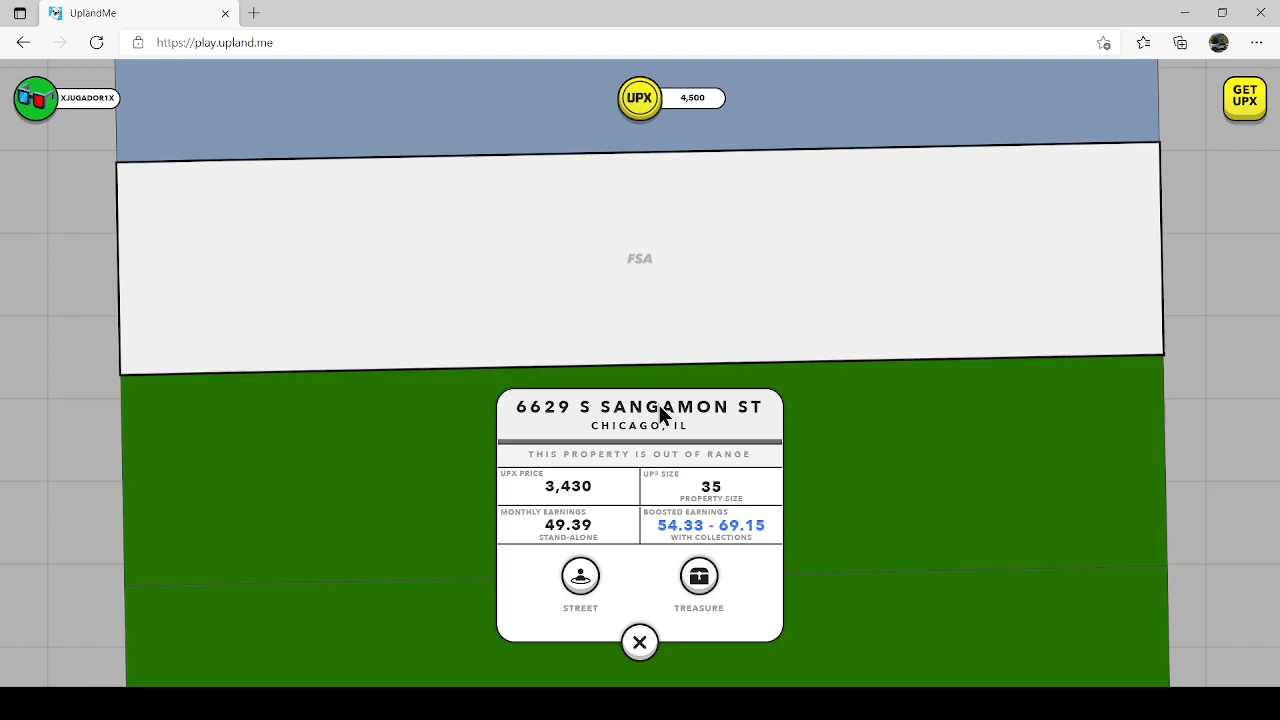 UplandMe
https://play.upland.me
XJUGADOR1X
UPX
4,500
GET
UPX
FSA
6629 S SANGAMON ST
CHICAGO, IL
THIS PROPERTY IS OUT OF RANGE
UPX PRICE
3,430
UP² SIZE
35
PROPERTY SIZE
MONTHLY EARNINGS
49.39
STAND-ALONE
BOOSTED EARNINGS
54.33 - 69.15
WITH COLLECTIONS
STREET
TREASURE